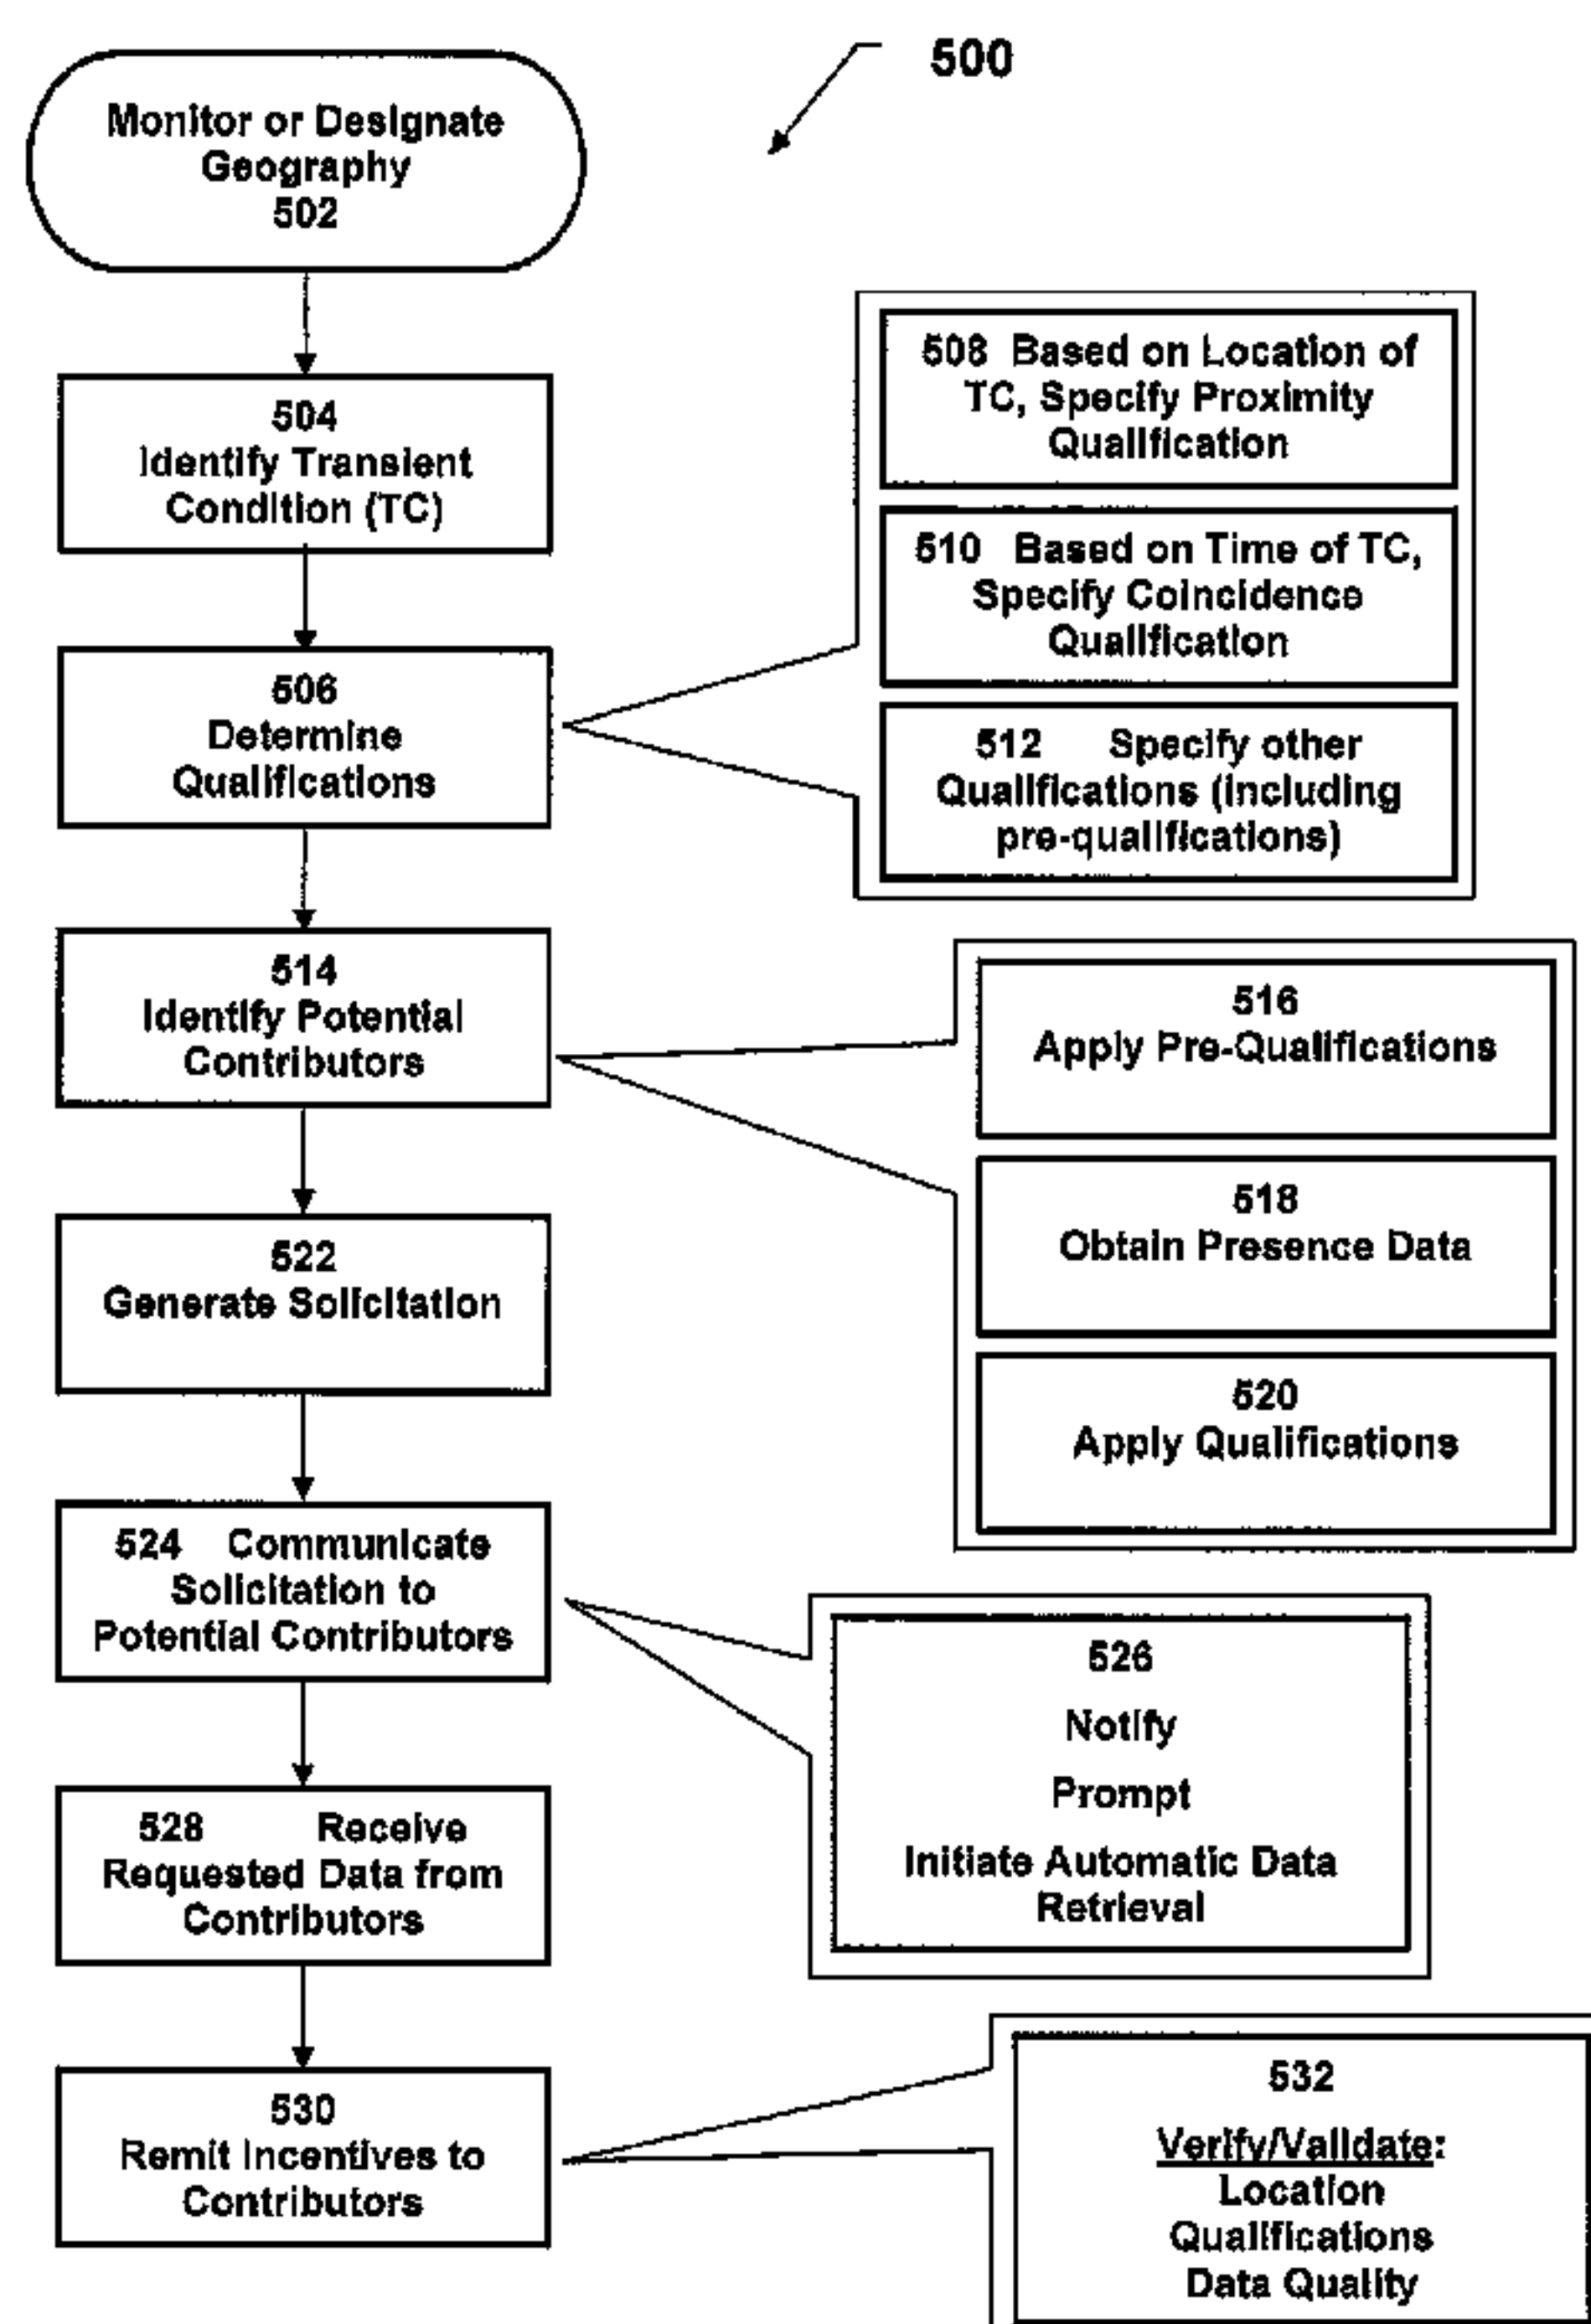 500
Monitor or Designate
Geography
502
504
Identify Transient
Condition (TC)
506
Determine
Qualifications
508 Based on Location of
TC, Specify Proximity
Qualification
510 Based on Time of TC,
Specify Coincidence
Qualification
512 Specify other
Qualifications (including
pre-qualifications)
514
Identify Potential
Contributors
516
Apply Pre-Qualifications
518
Obtain Presence Data
520
Apply Qualifications
522
Generate Solicitation
524 Communicate
Solicitation to
Potential Contributors
526
Notify
Prompt
Initiate Automatic Data
Retrieval
528 Receive
Requested Data from
Contributors
530
Remit Incentives to
Contributors
532
Verify/Validate:
Location
Qualifications
Data Quality